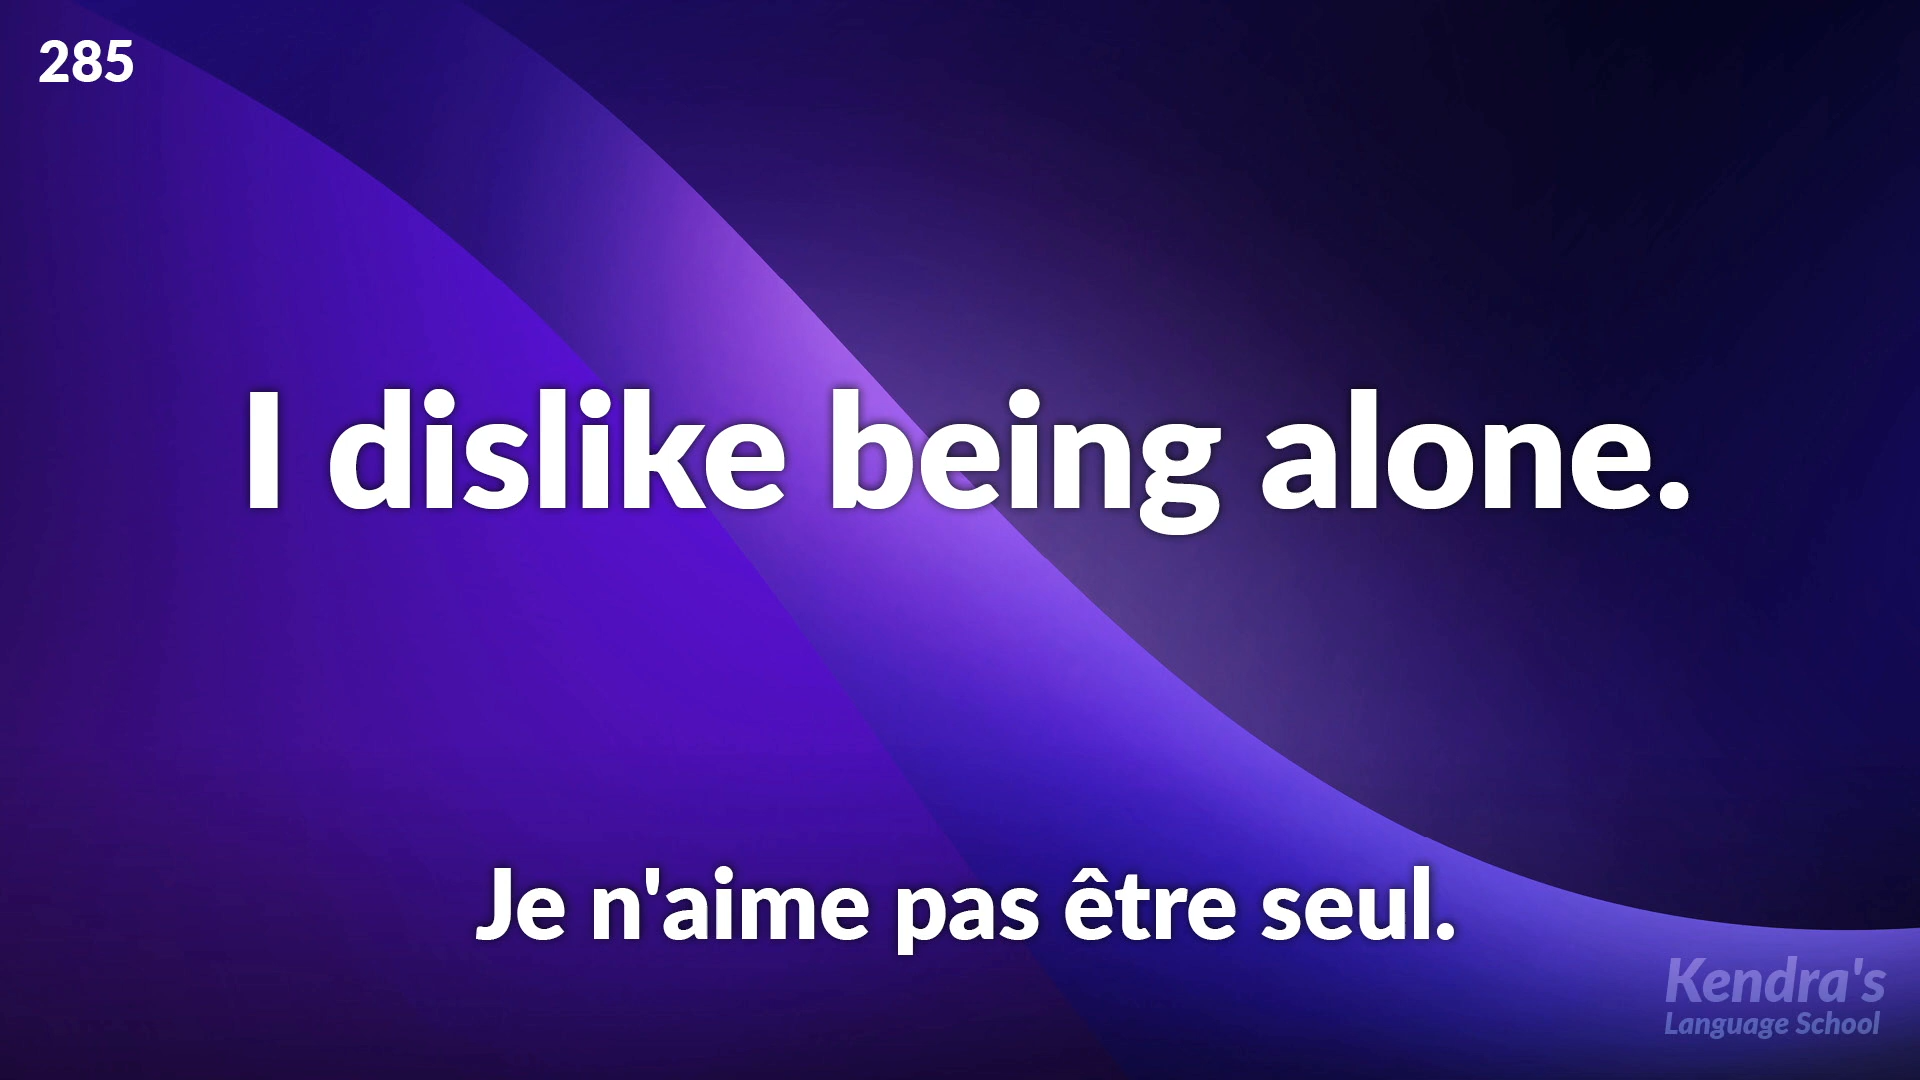 285
I dislike being alone.
Je n'aime pas être seul.
Kendra's
Language School